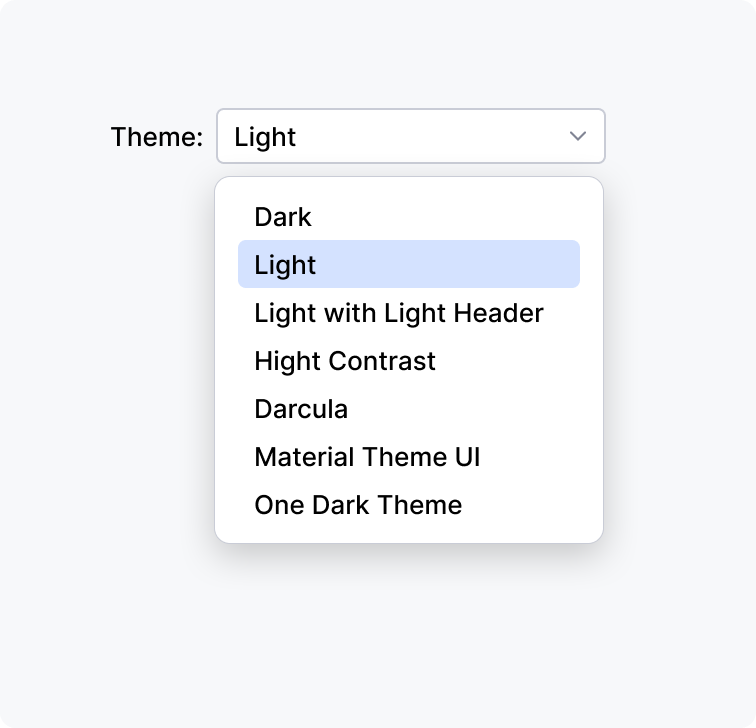 Theme: Light
Dark
Light
Light with Light Header
Hight Contrast
Darcula
Material Theme UI
One Dark Theme